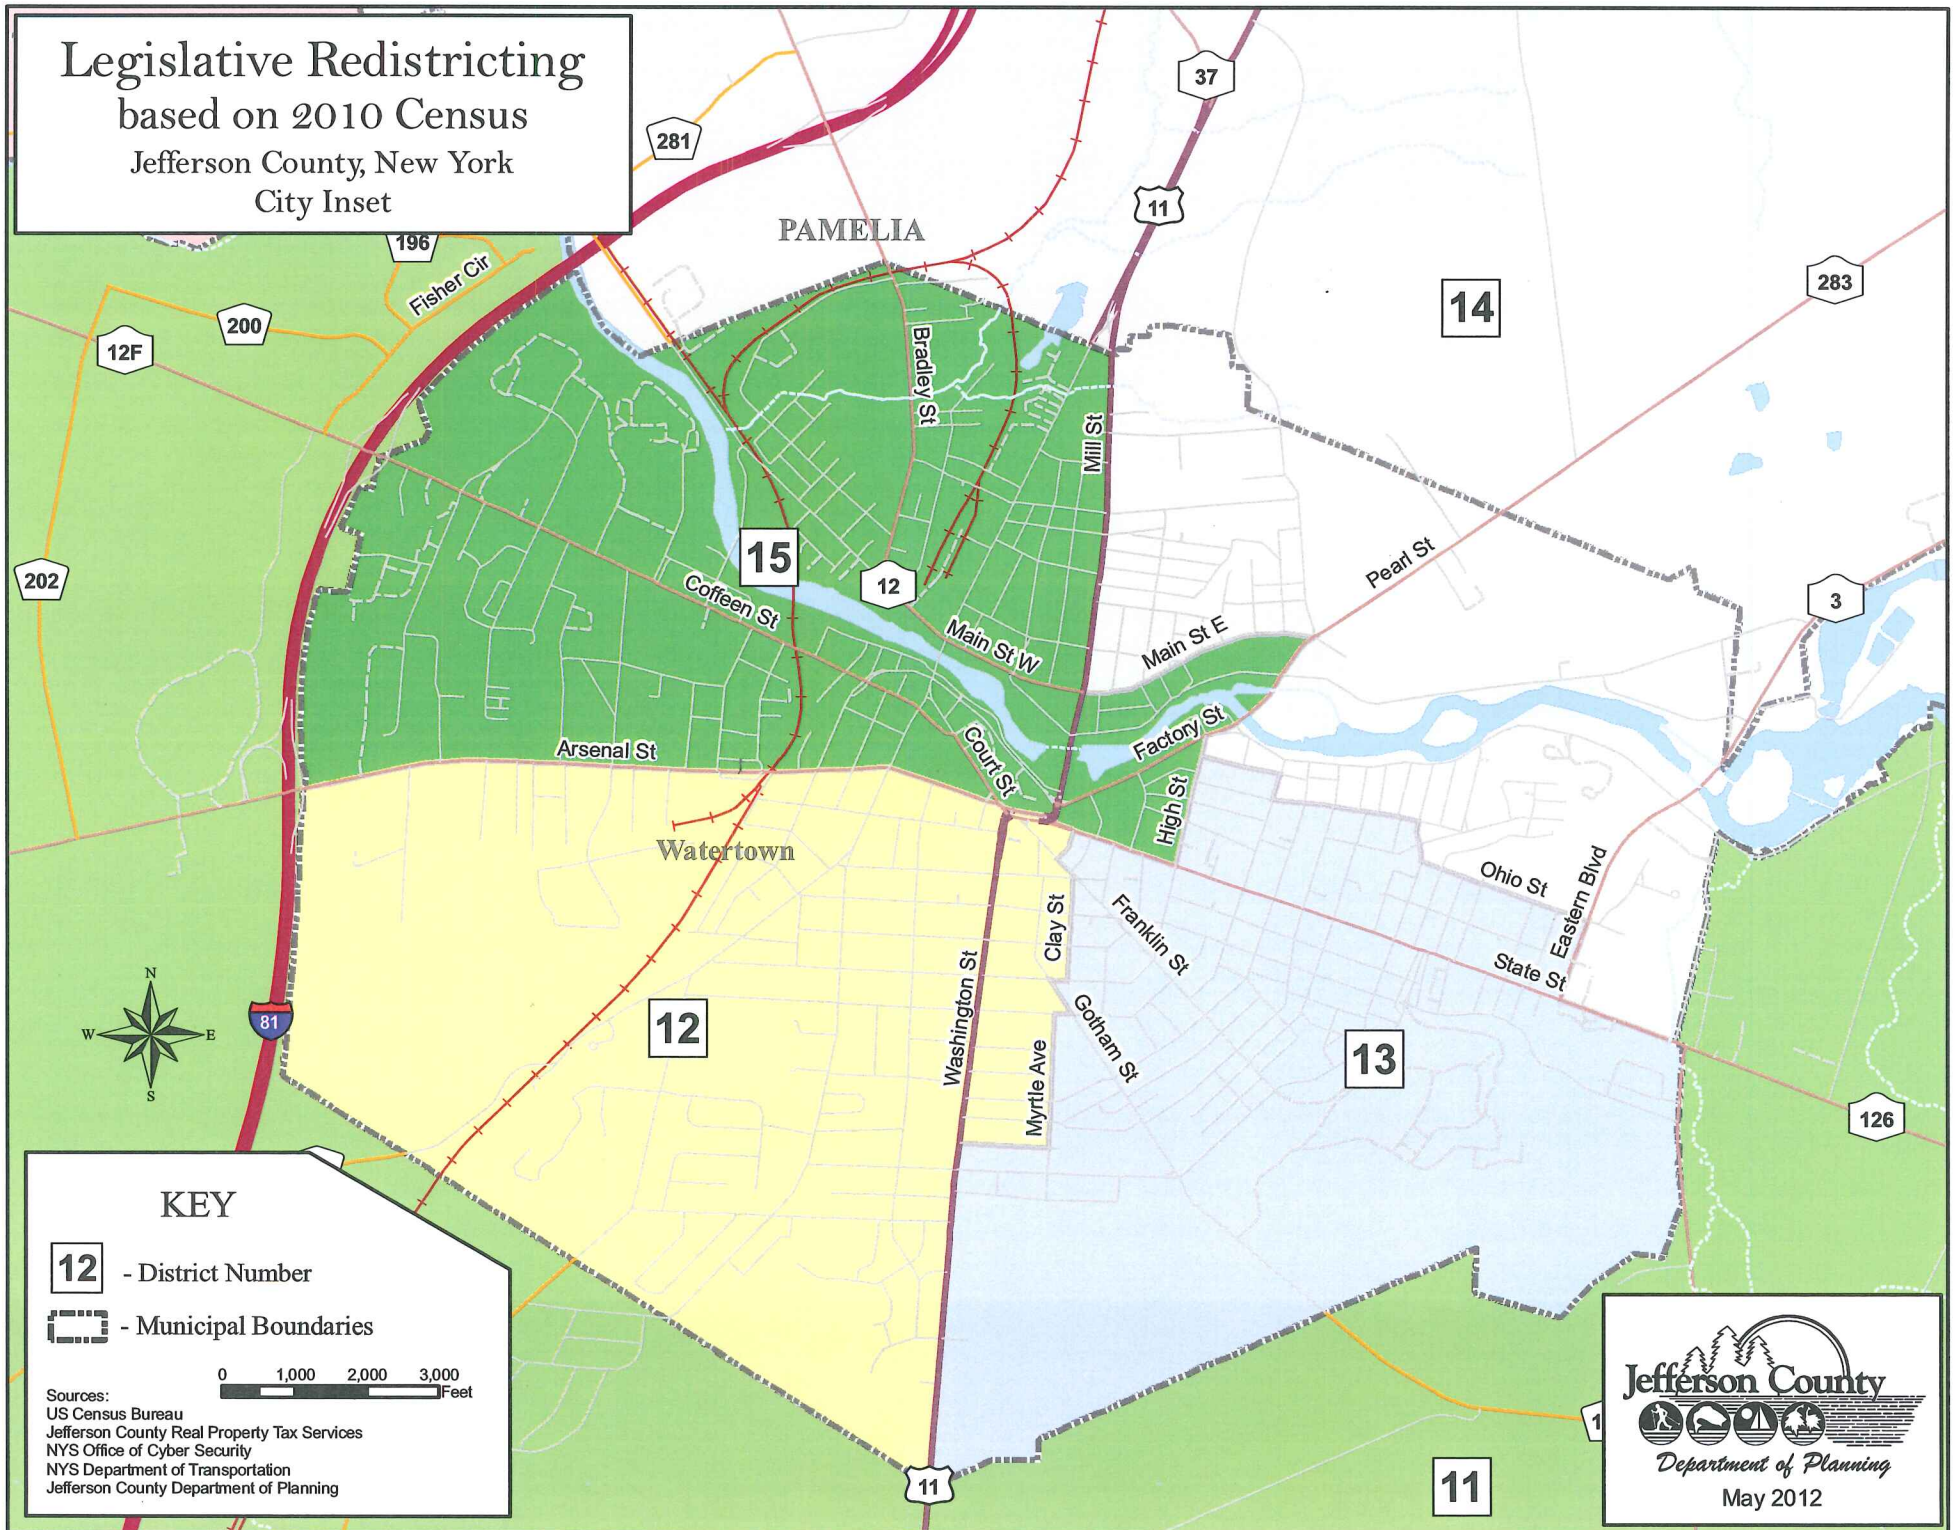 Legislative Redistricting
based on 2010 Census
Jefferson County, New York
City Inset
37
281
11
PAMELIA
196
Fisher Cir
283
14
200
12F
Bradley St
Mill St
15
Pearl St
202
12
3
Coffeen St
Main St W
Main St E
Factory St
Arsenal St
Court St
High St
Watertown
Ohio St
Eastern Blvd
Clay St
Franklin St
State St
N
W
E
S
81
12
Washington St
Gotham St
Myrtle Ave
13
126
KEY
12 - District Number
- Municipal Boundaries
0 1,000 2,000 3,000
Feet
Sources:
US Census Bureau
Jefferson County Real Property Tax Services
NYS Office of Cyber Security
NYS Department of Transportation
Jefferson County Department of Planning
11
11
Jefferson County
Department of Planning
May 2012